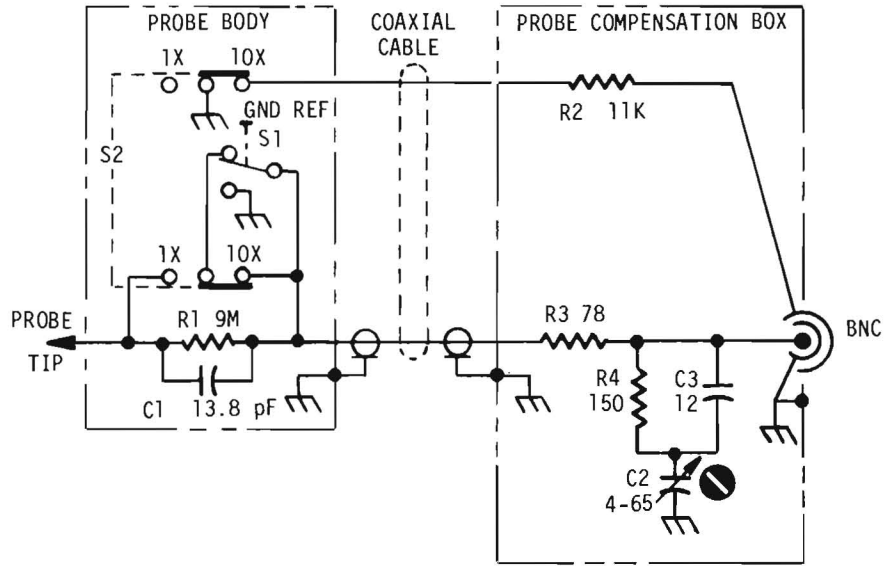 PROBE BODY
COAXIAL
CABLE
PROBE COMPENSATION BOX
1X
10X
GND REF
S1
S2
R2 11K
1X
10X
PROBE
TIP
R1 9M
C1 13.8 pF
R3 78
BNC
R4
150
C3
12
C2
4-65